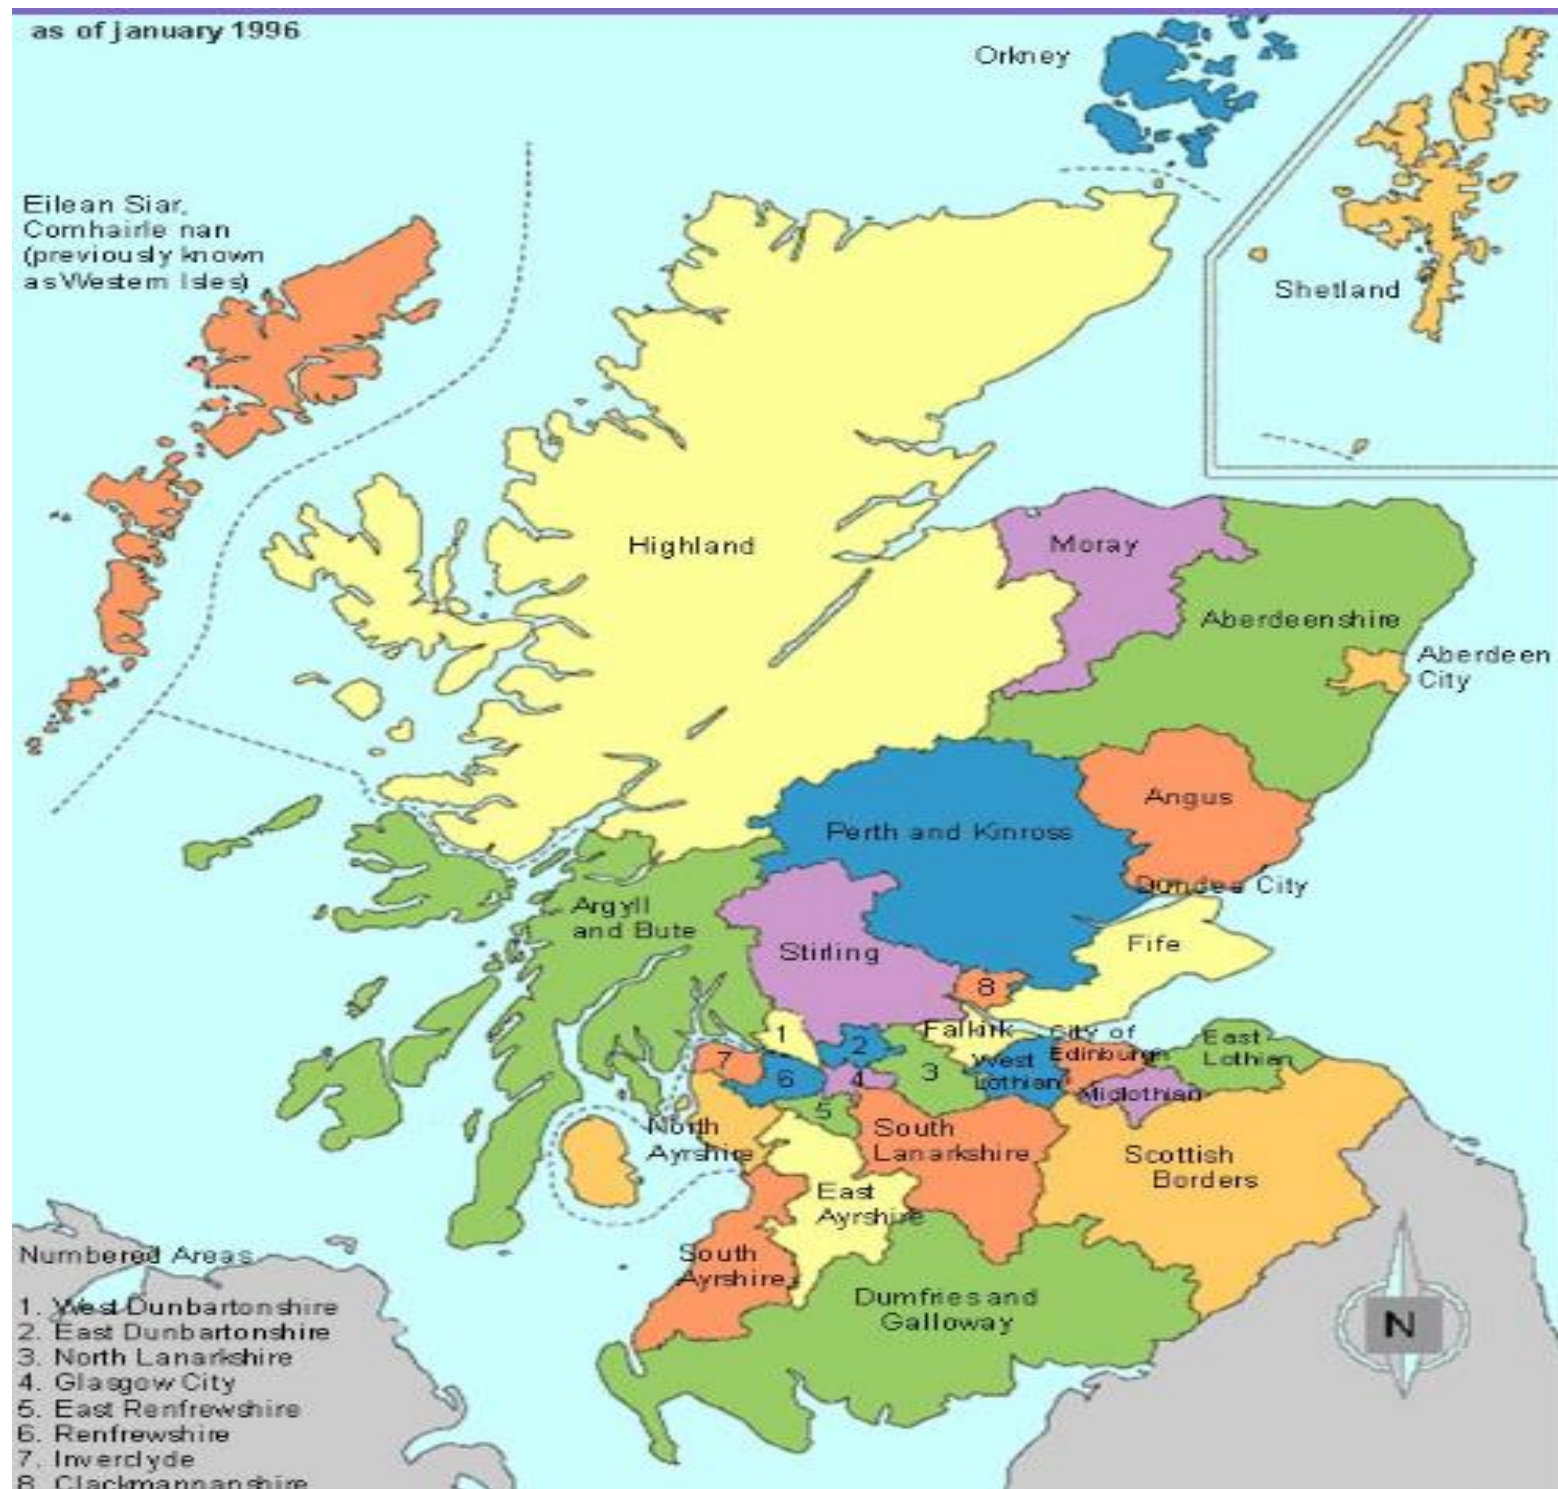 as of january 1996
Orkney
Eilean Siar,
Comhairle nan
(previously known
as Western Isles)
Shetland
Highland
Moray
Aberdeenshire
Aberdeen
City
Angus
Perth and Kinross
Dundee City
Argyll
and Bute
Fife
Stirling
8
Falkirk
1
2
City of
Edinburgh
East
Lothian
7
6
4
3
West
Lothian
Midlothian
5
North
Ayrshire
South
Lanarkshire
Scottish
Borders
East
Ayrshire
South
Ayrshire
Dumfries and
Galloway
N
Numbered Areas
1. West Dunbartonshire
2. East Dunbartonshire
3. North Lanarkshire
4. Glasgow City
5. East Renfrewshire
6. Renfrewshire
7. Inverclyde
8. Clackmannanshire